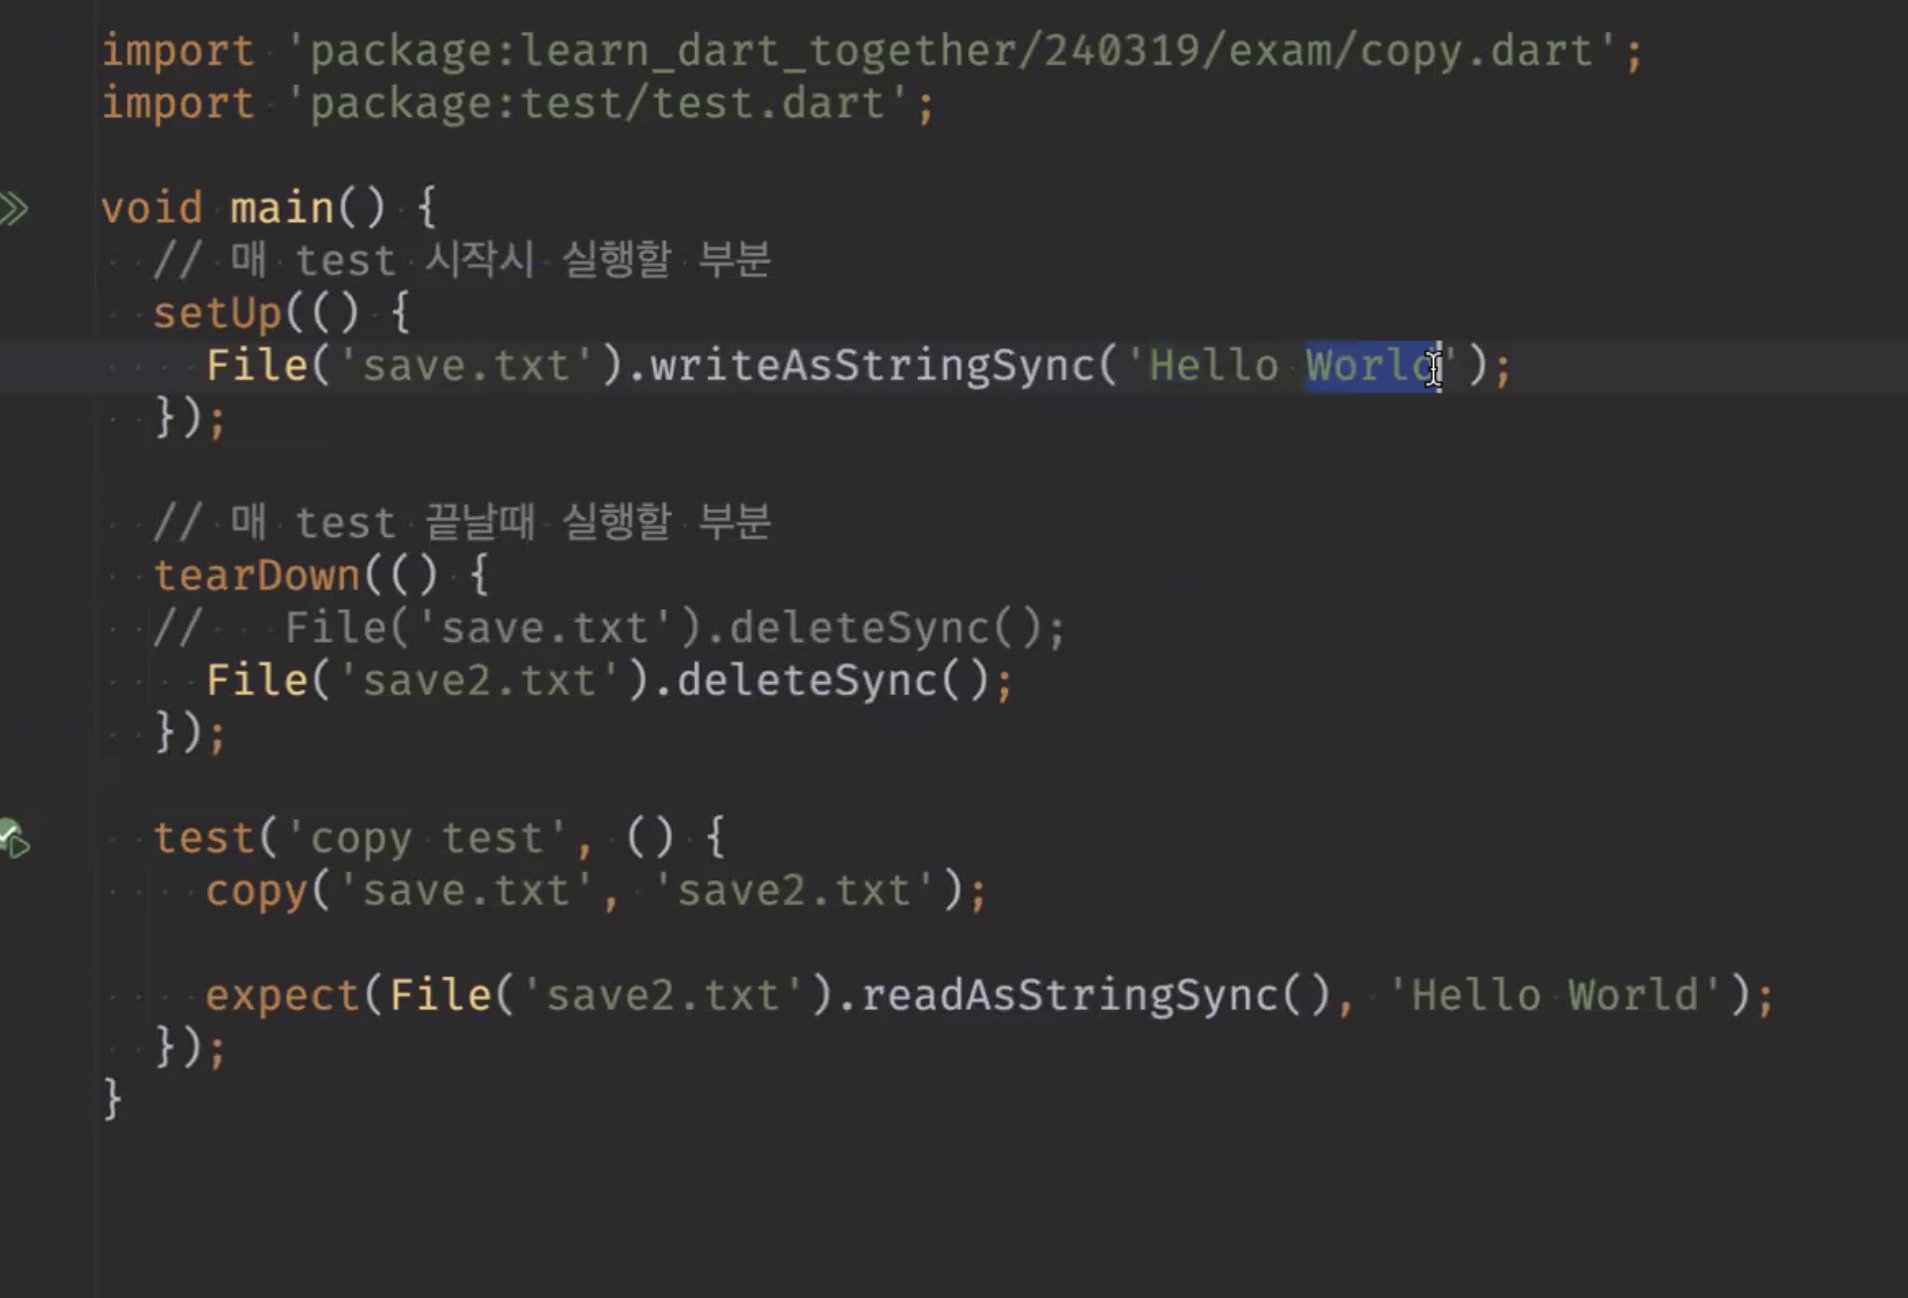 import 'package:learn_dart_together/240319/exam/copy.dart';
import 'package:test/test.dart';
void main() {
// 매 test 시작시 실행할 부분
setUp(() {
File('save.txt').writeAsStringSync('Hello World');
});
// 매 test 끝날때 실행할 부분
tearDown(() {
//   File('save.txt').deleteSync();
File('save2.txt').deleteSync();
});
test('copy test', () {
copy('save.txt', 'save2.txt');
expect(File('save2.txt').readAsStringSync(), 'Hello World');
});
}